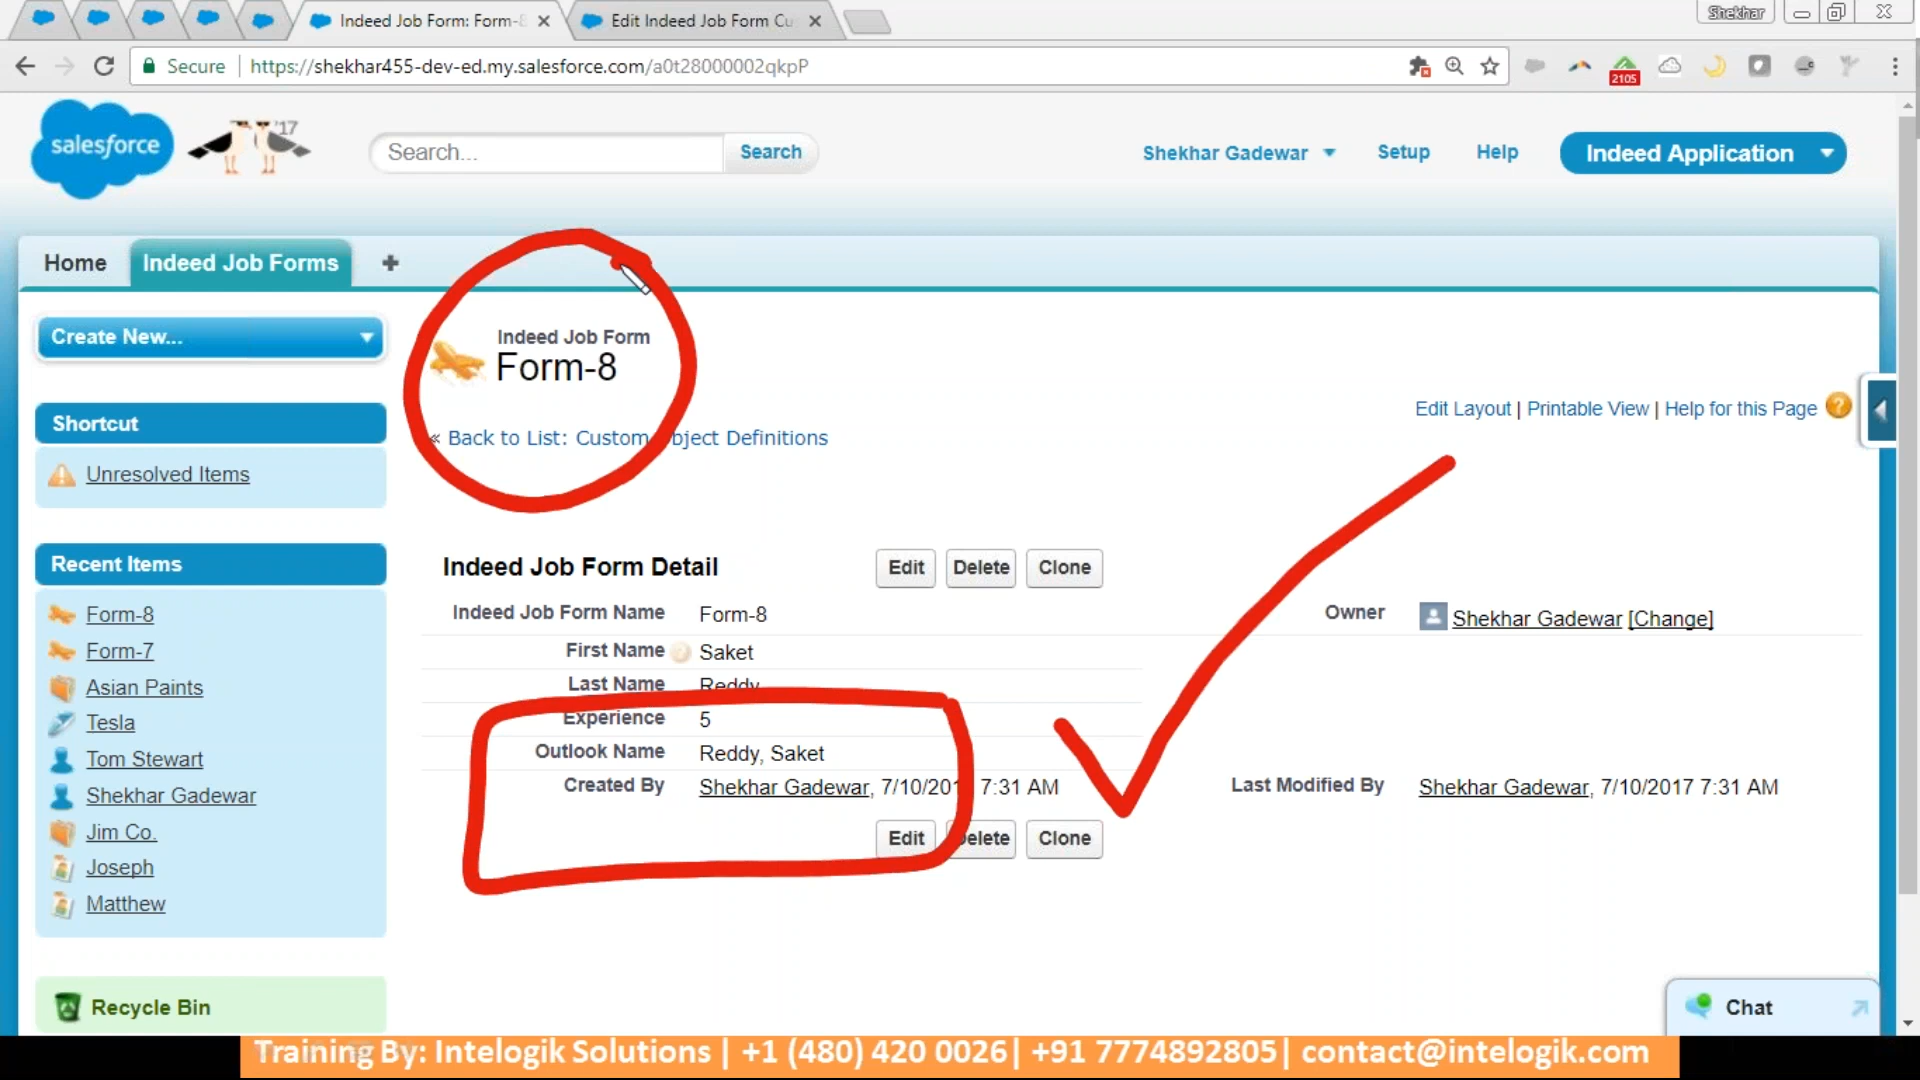 Indeed Job Form: Form-8
Edit Indeed Job Form Cu
Shekhar
Secure
https://shekhar455-dev-ed.my.salesforce.com/a0t28000002qkpP
2105
salesforce
'17
Search...
Search
Shekhar Gadewar
Setup
Help
Indeed Application
Home
Indeed Job Forms
+
Create New...
Indeed Job Form
Form-8
Edit Layout | Printable View | Help for this Page ?
Shortcut
« Back to List: Custom Object Definitions
Unresolved Items
Recent Items
Indeed Job Form Detail
Edit
Delete
Clone
Form-8
Form-7
Asian Paints
Tesla
Tom Stewart
Shekhar Gadewar
Jim Co.
Joseph
Matthew
Indeed Job Form Name Form-8
Owner Shekhar Gadewar [Change]
First Name Saket
Last Name Reddy
Experience 5
Outlook Name Reddy, Saket
Created By Shekhar Gadewar, 7/10/2017 7:31 AM
Last Modified By Shekhar Gadewar, 7/10/2017 7:31 AM
Edit
Delete
Clone
Recycle Bin
Chat
Training By: Intelogik Solutions | +1 (480) 420 0026| +91 7774892805| contact@intelogik.com